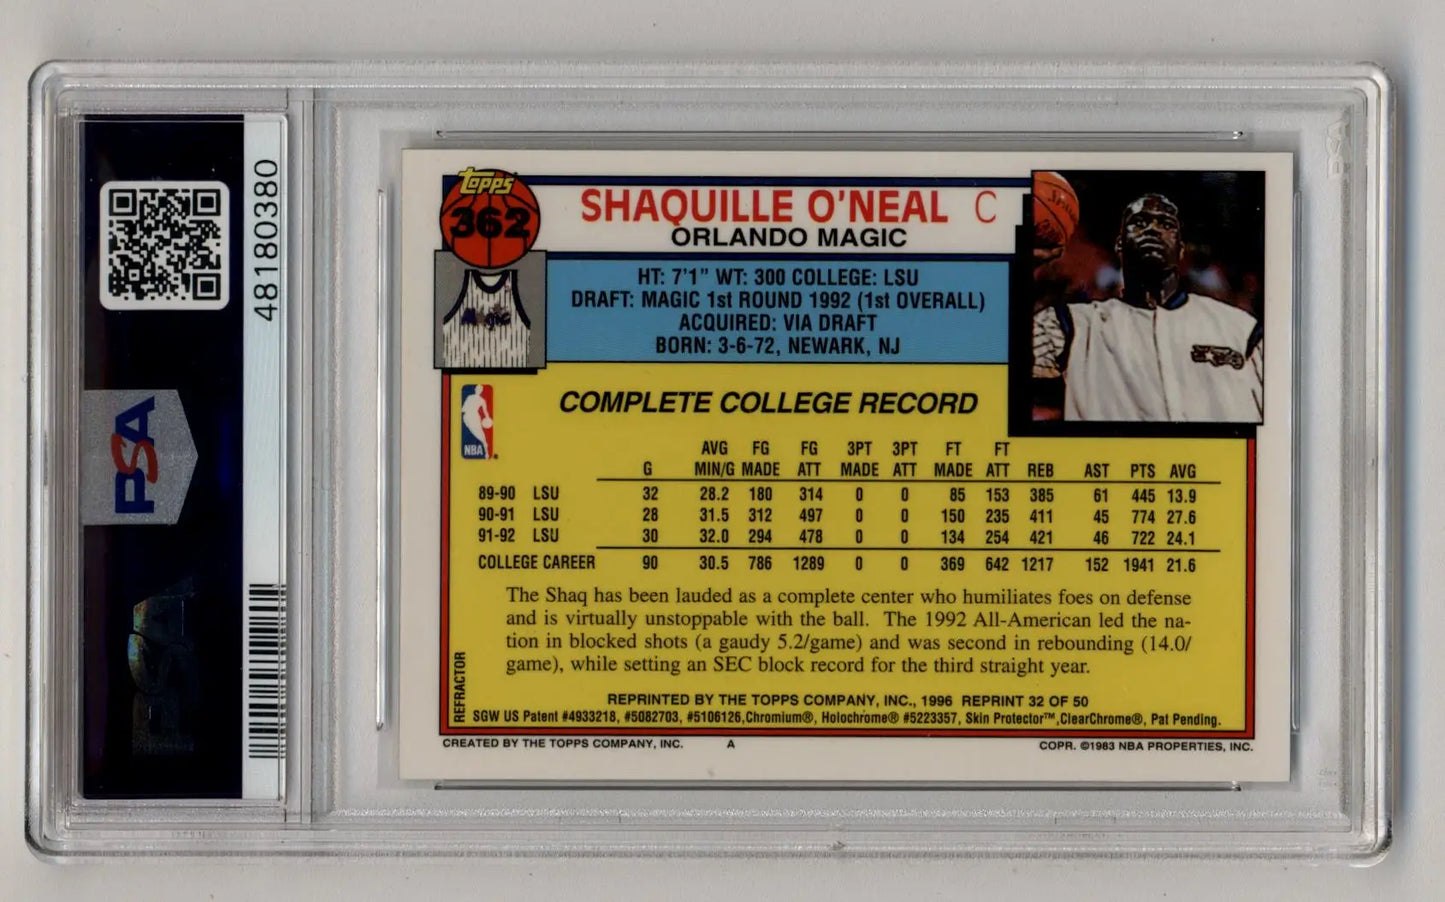 48180380
PSA
Topps
362
SHAQUILLE O'NEAL C
ORLANDO MAGIC
Magic
HT: 7'1" WT: 300 COLLEGE: LSU
DRAFT: MAGIC 1st ROUND 1992 (1st OVERALL)
ACQUIRED: VIA DRAFT
BORN: 3-6-72, NEWARK, NJ
NBA
COMPLETE COLLEGE RECORD
AVG FG FG 3PT 3PT FT FT
G MIN/G MADE ATT MADE ATT MADE ATT REB AST PTS AVG
89-90 LSU 32 28.2 180 314 0 0 85 153 385 61 445 13.9
90-91 LSU 28 31.5 312 497 0 0 150 235 411 45 774 27.6
91-92 LSU 30 32.0 294 478 0 0 134 254 421 46 722 24.1
COLLEGE CAREER 90 30.5 786 1289 0 0 369 642 1217 152 1941 21.6
The Shaq has been lauded as a complete center who humiliates foes on defense
and is virtually unstoppable with the ball. The 1992 All-American led the na-
tion in blocked shots (a gaudy 5.2/game) and was second in rebounding (14.0/
game), while setting an SEC block record for the third straight year.
REFRACTOR
REPRINTED BY THE TOPPS COMPANY, INC., 1996 REPRINT 32 OF 50
SGW US Patent #4933218, #5082703, #5106126,Chromium®, Holochrome® #5223357, Skin Protector™,ClearChrome®, Pat Pending.
CREATED BY THE TOPPS COMPANY, INC. A COPR. ©1983 NBA PROPERTIES, INC.
PSA
PSA